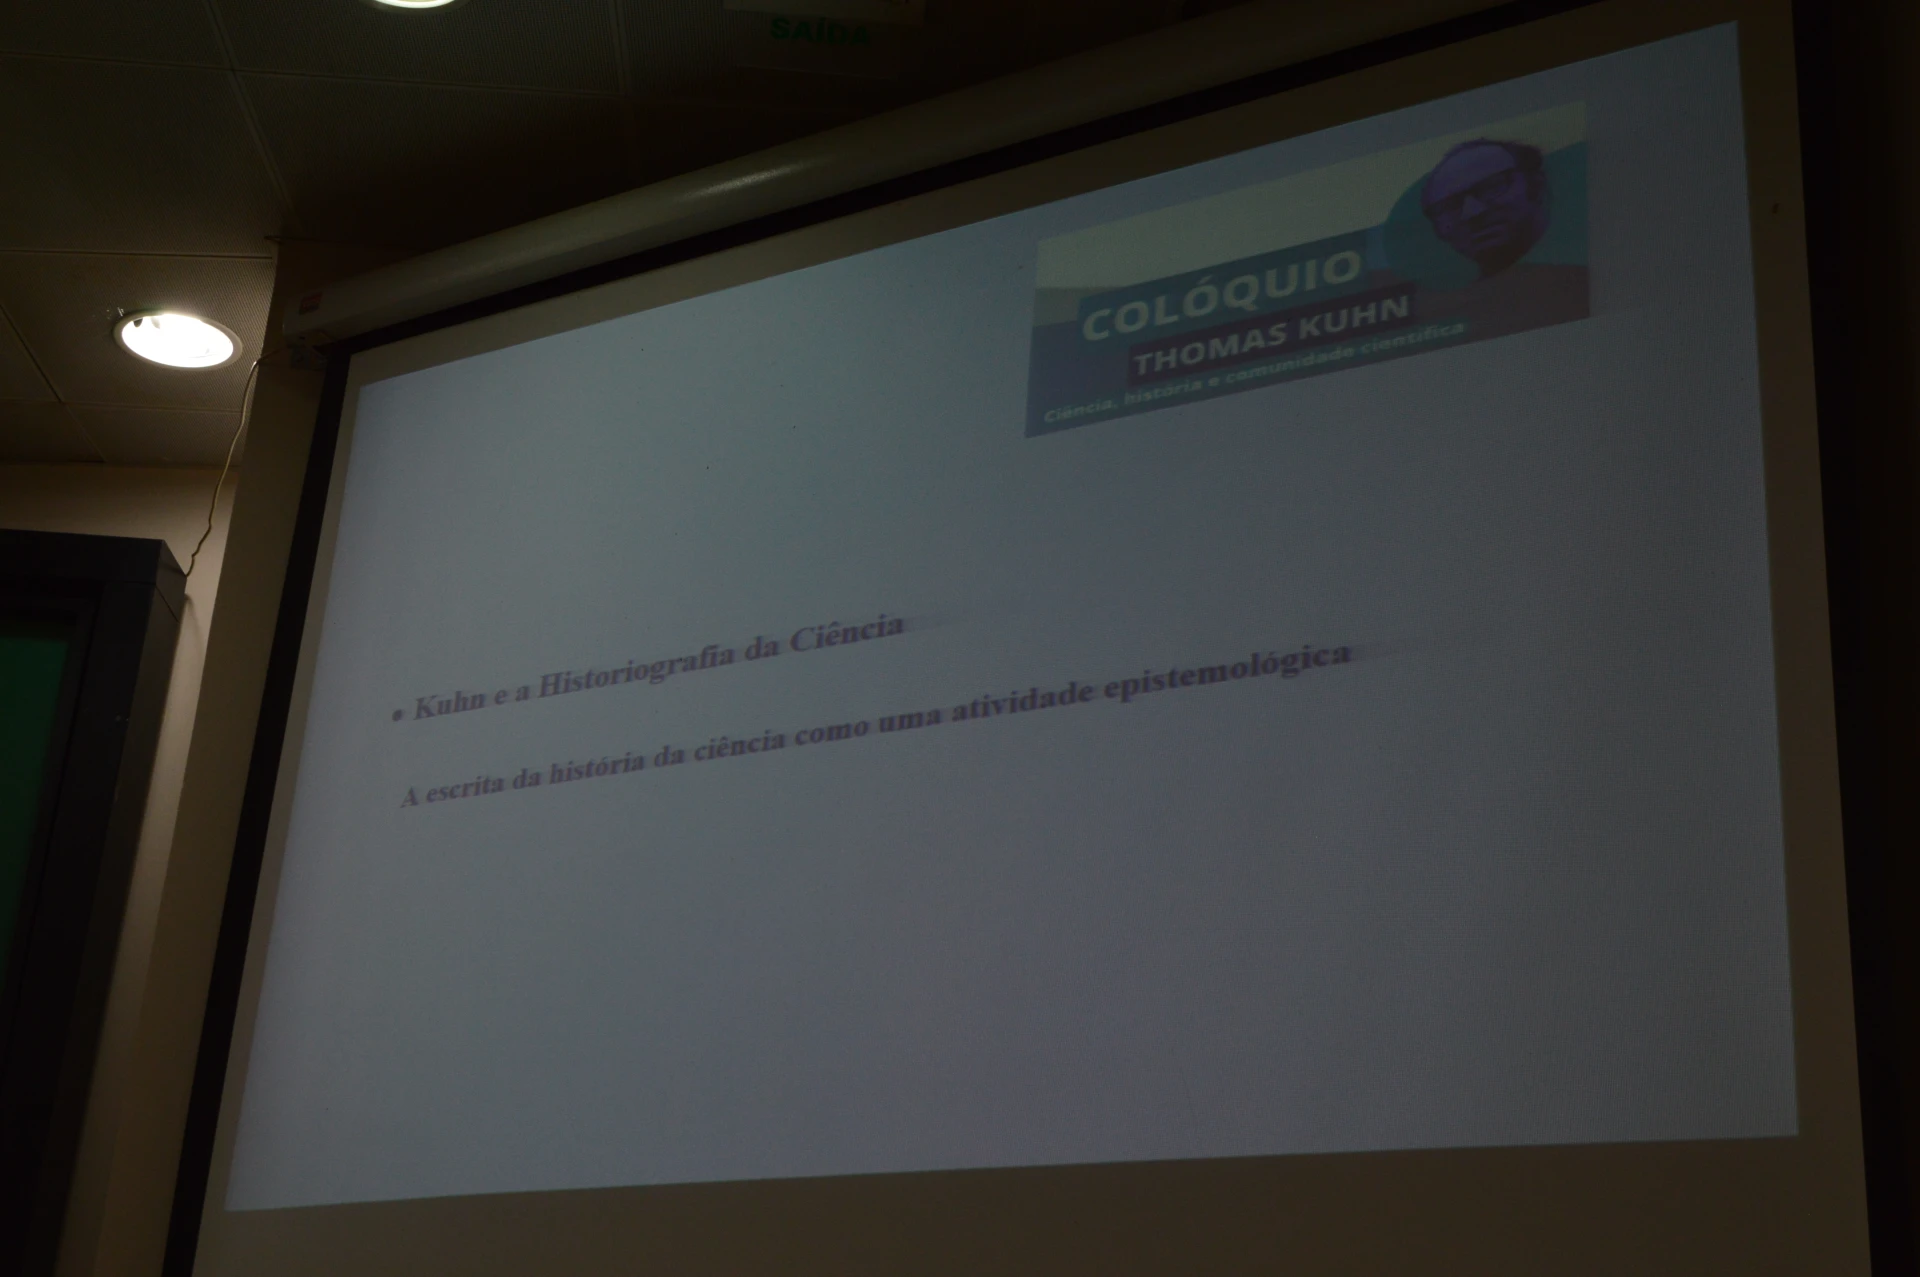 SAÍDA
COLÓQUIO
THOMAS KUHN
Ciência, história e comunidade científica
• Kuhn e a Historiografia da Ciência
A escrita da história da ciência como uma atividade epistemológica